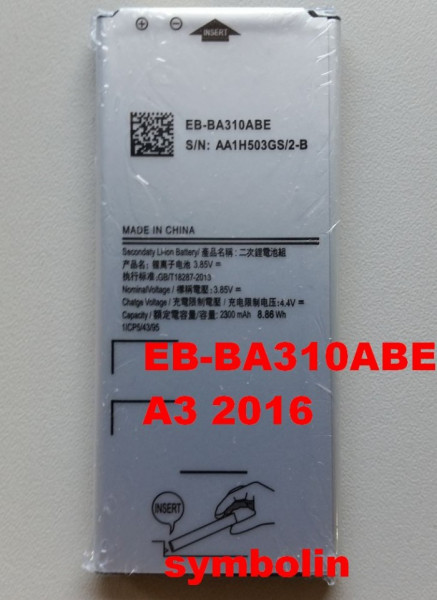 INSERT
EB-BA310ABE
S/N: AA1H503GS/2-B
MADE IN CHINA
Secondaty Li-ion Battery/產品名稱:二次鋰電池組
产品名: 锂离子电池 3.85V ⎓
执行标准:GB/T18287-2013
NominalVoltage/標稱電壓: 3.85V ⎓
Charge Voltage/充電限制電壓/充电限制电压:4.4V ⎓
Capacity/額定電容量/容量: 2300 mAh 8.86 Wh
1ICP5/43/95
EB-BA310ABE
A3 2016
INSERT
symbolin